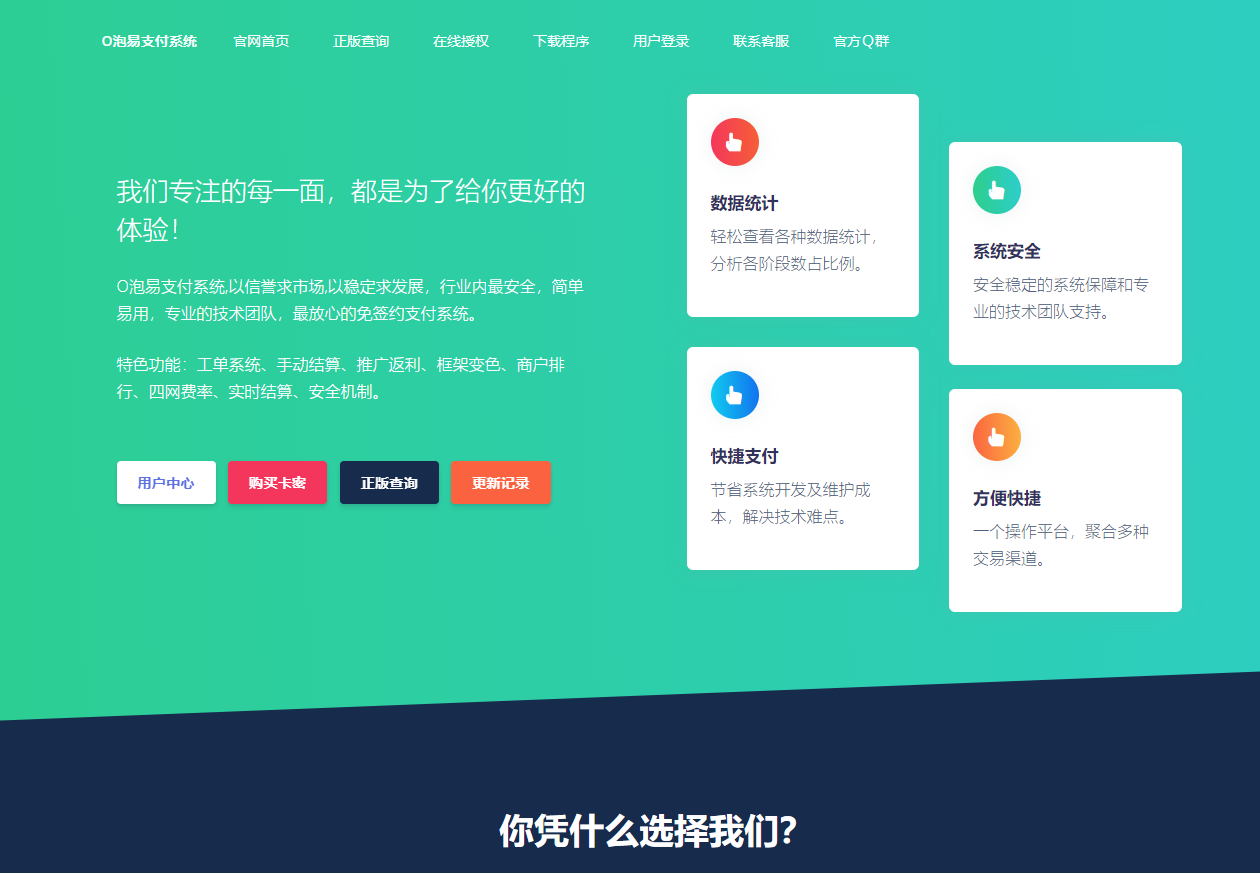 O泡易支付系统
官网首页
正版查询
在线授权
下载程序
用户登录
联系客服
官方Q群
我们专注的每一面，都是为了给你更好的
体验！
O泡易支付系统,以信誉求市场,以稳定求发展，行业内最安全，简单
易用，专业的技术团队，最放心的免签约支付系统。
特色功能：工单系统、手动结算、推广返利、框架变色、商户排
行、四网费率、实时结算、安全机制。
用户中心
购买卡密
正版查询
更新记录
数据统计
轻松查看各种数据统计，
分析各阶段数占比例。
快捷支付
节省系统开发及维护成
本，解决技术难点。
系统安全
安全稳定的系统保障和专
业的技术团队支持。
方便快捷
一个操作平台，聚合多种
交易渠道。
你凭什么选择我们?